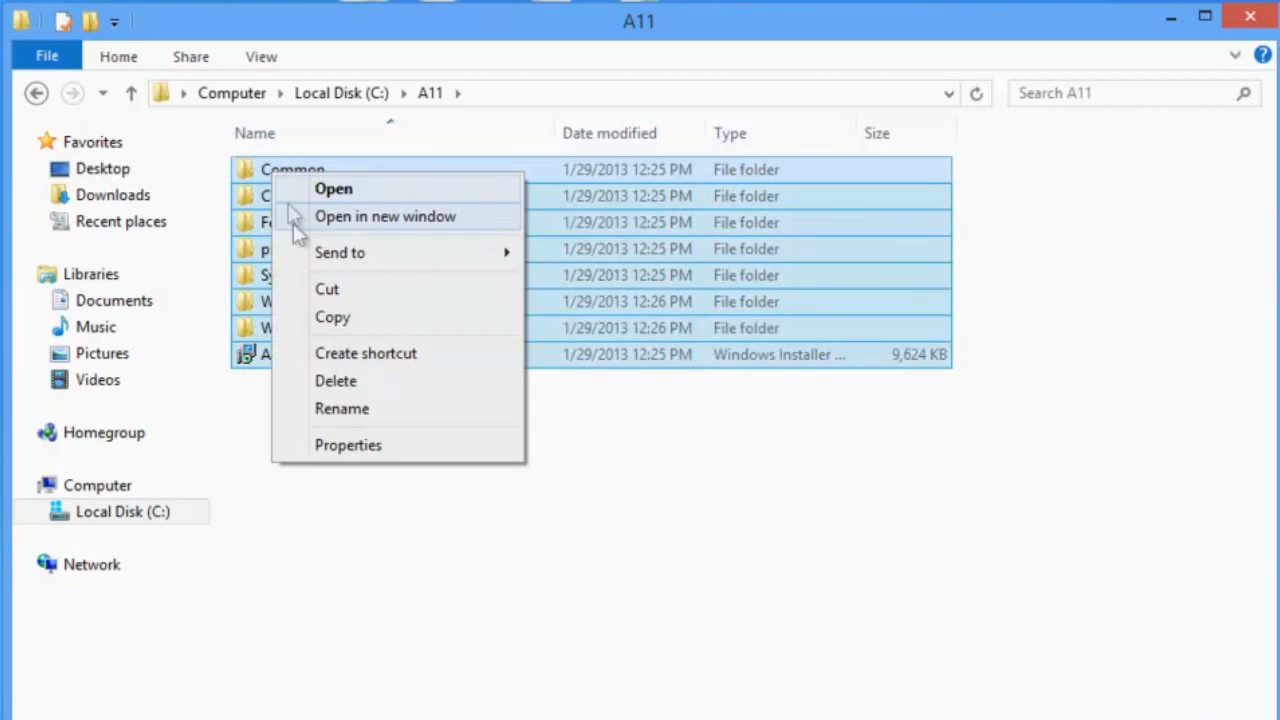 A11
File Home Share View
Computer Local Disk (C:) A11
Search A11
Name Date modified Type Size
Favorites
Desktop
Downloads
Recent places
Libraries
Documents
Music
Pictures
Videos
Homegroup
Computer
Local Disk (C:)
Network
Common 1/29/2013 12:25 PM File folder
C 1/29/2013 12:25 PM File folder
1/29/2013 12:25 PM File folder
1/29/2013 12:25 PM File folder
1/29/2013 12:25 PM File folder
W 1/29/2013 12:26 PM File folder
W 1/29/2013 12:26 PM File folder
A 1/29/2013 12:25 PM Windows Installer ... 9,624 KB
Open
Open in new window
Send to
Cut
Copy
Create shortcut
Delete
Rename
Properties